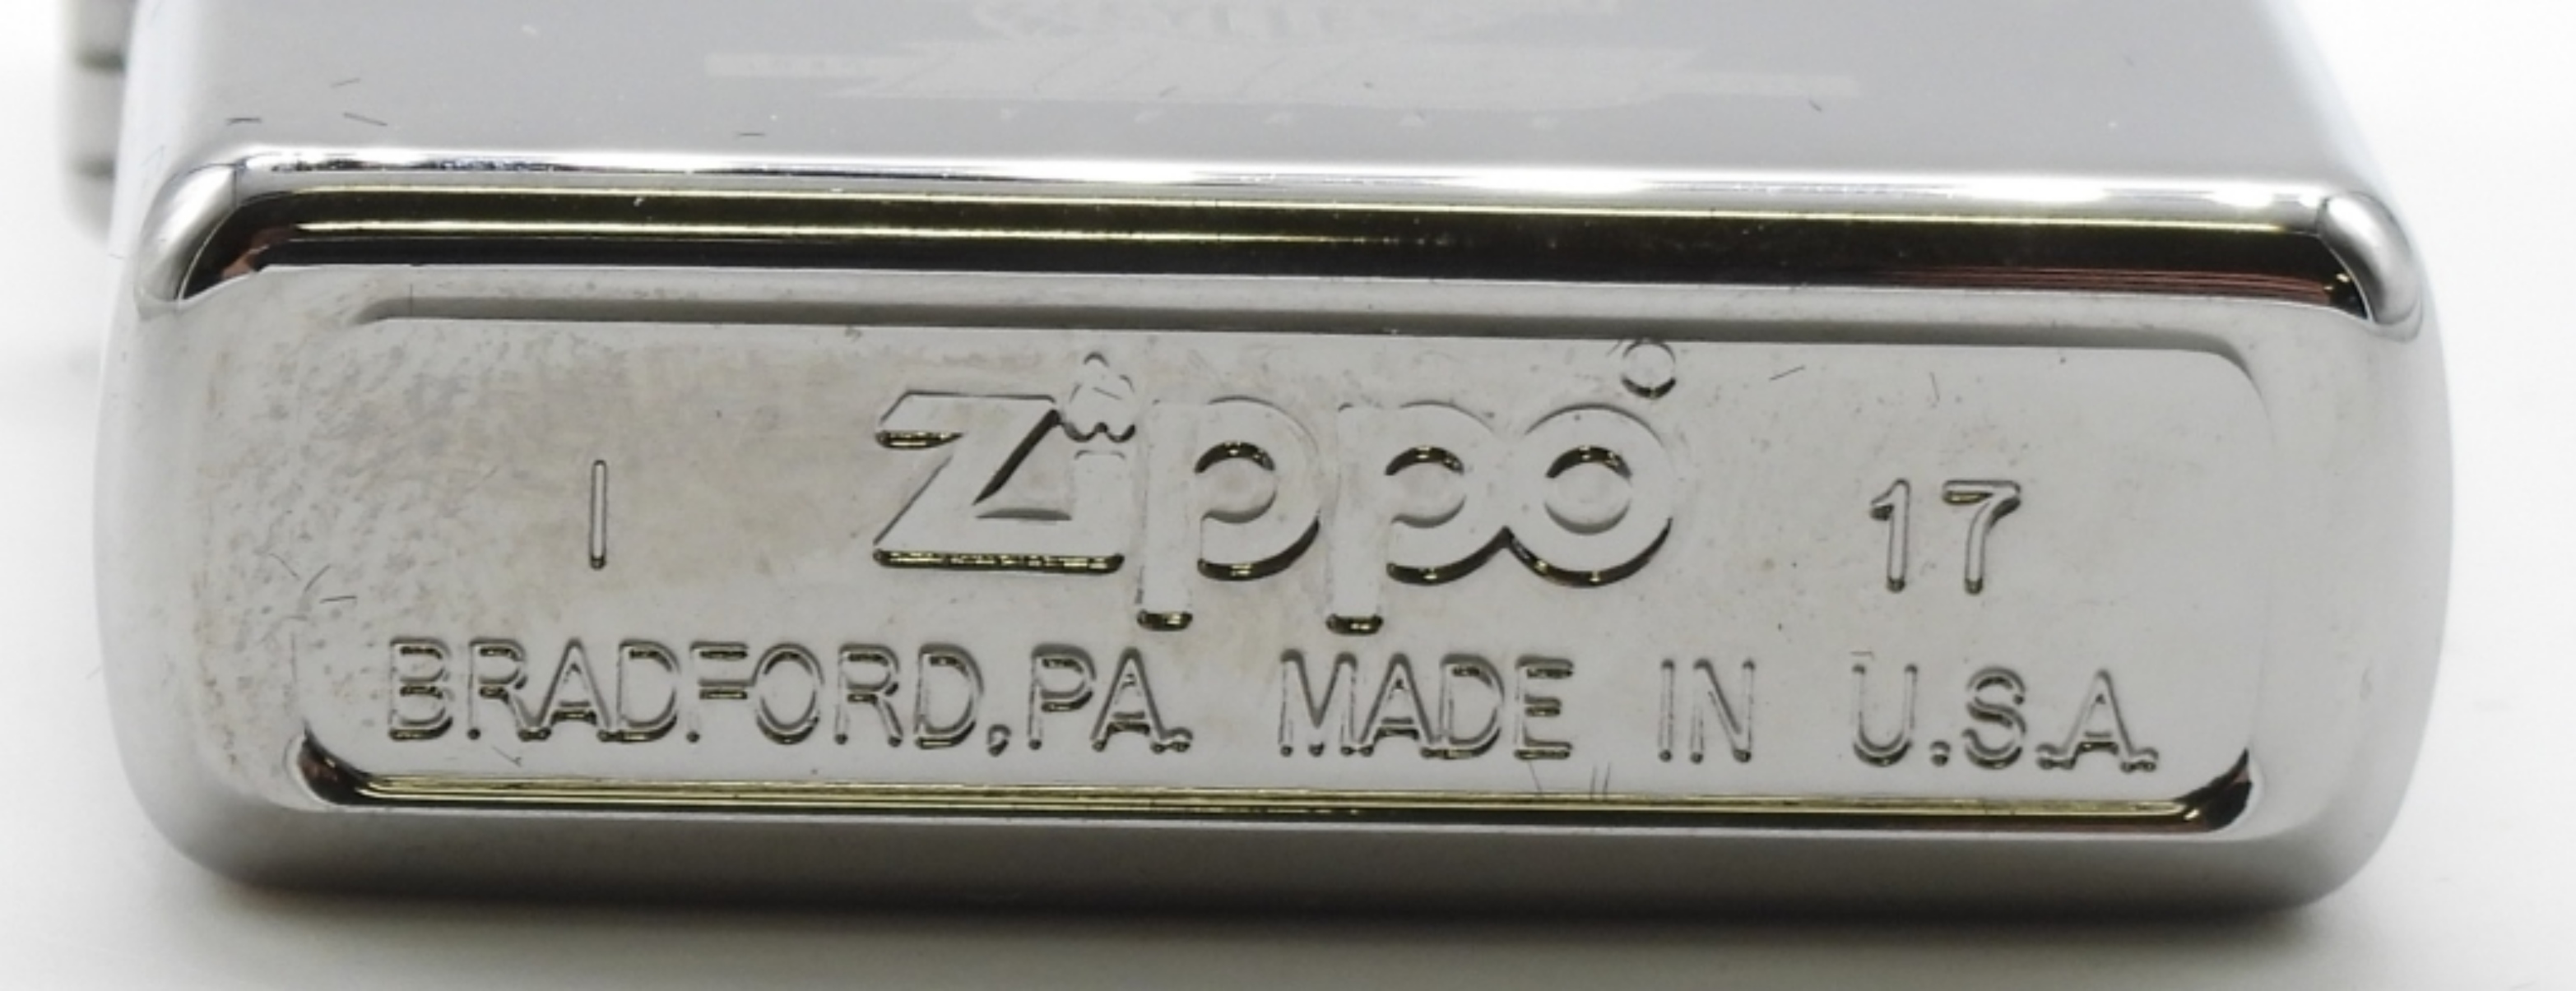 I Zippo 17
BRADFORD, PA. MADE IN U.S.A.